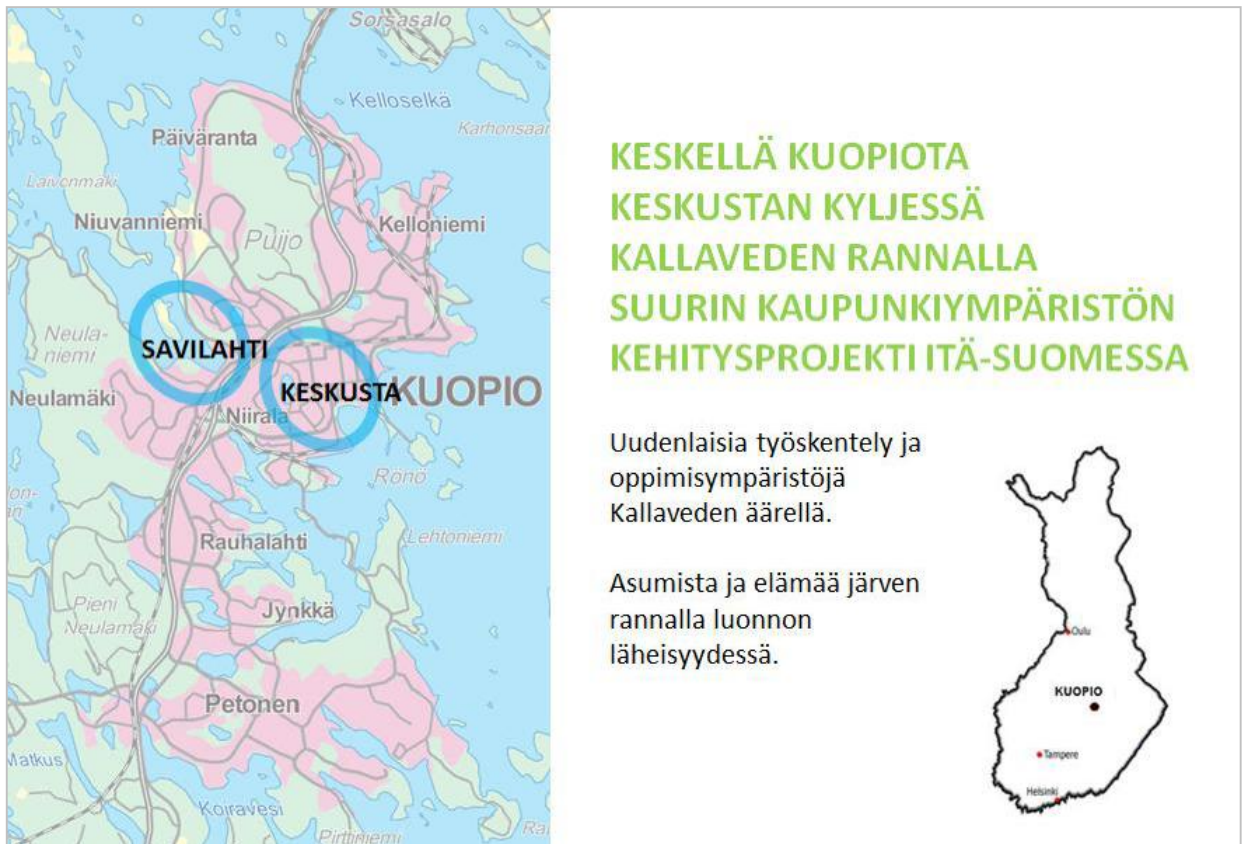 Sorsasalo
Kelloselkä
Karhonsaari
Päiväranta
Laivonmäki
Niuvanniemi
Puijo
Kelloniemi
Neula-
niemi
SAVILAHTI
KESKUSTA
KUOPIO
Neulamäki
Niirala
Rönö
Rauhalahti
Lehtoniemi
Pieni
Neulamäki
Jynkkä
Petonen
Matkus
Koiravesi
Pirttiniemi
KESKELLÄ KUOPIOTA
KESKUSTAN KYLJESSÄ
KALLAVEDEN RANNALLA
SUURIN KAUPUNKIYMPÄRISTÖN
KEHITYSPROJEKTI ITÄ-SUOMESSA
Uudenlaisia työskentely ja
oppimisympäristöjä
Kallaveden äärellä.
Asumista ja elämää järven
rannalla luonnon
läheisyydessä.
Oulu
KUOPIO
Tampere
Helsinki